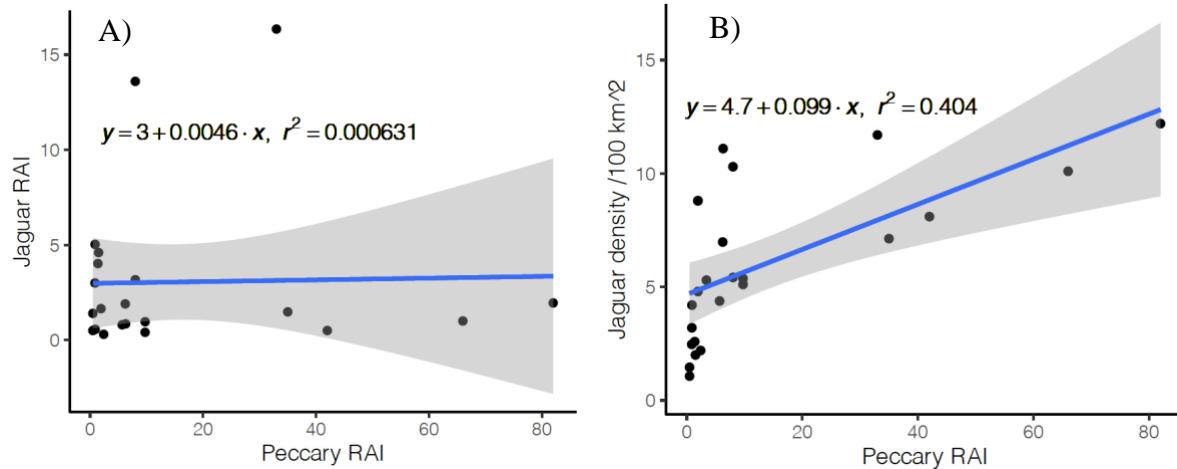 A)
y = 3 + 0.0046 · x, r² = 0.000631
Jaguar RAI
15
10
5
0
0 20 40 60 80
Peccary RAI
B)
y = 4.7 + 0.099 · x, r² = 0.404
Jaguar density /100 km^2
15
10
5
0
0 20 40 60 80
Peccary RAI